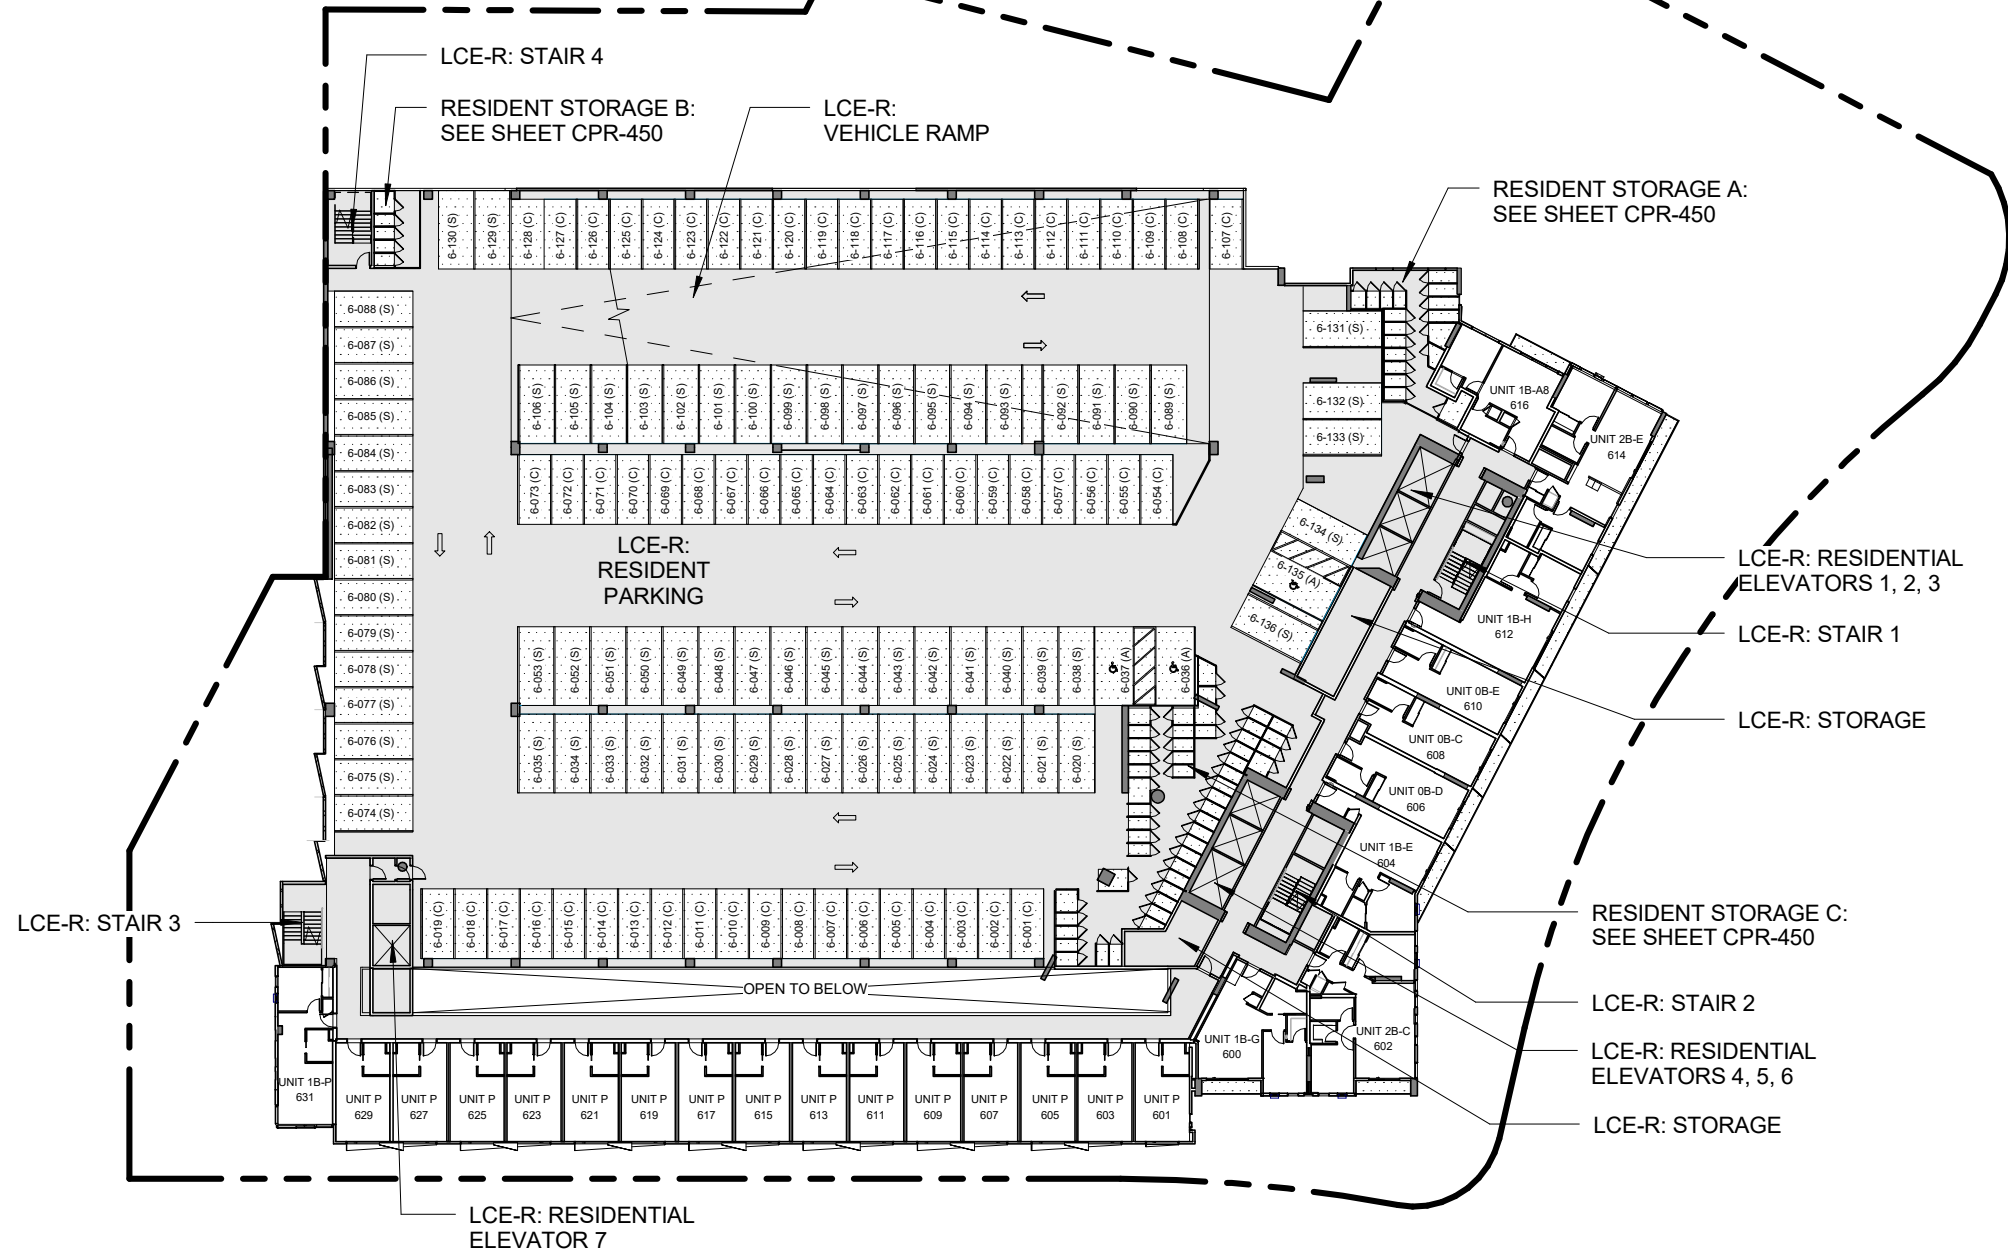 LCE-R: STAIR 4
RESIDENT STORAGE B:
SEE SHEET CPR-450
LCE-R:
VEHICLE RAMP
RESIDENT STORAGE A:
SEE SHEET CPR-450
6-130 (S)
6-129 (S)
6-128 (C)
6-127 (C)
6-126 (C)
6-125 (C)
6-124 (C)
6-123 (C)
6-122 (C)
6-121 (C)
6-120 (C)
6-119 (C)
6-118 (C)
6-117 (C)
6-116 (C)
6-115 (C)
6-114 (C)
6-113 (C)
6-112 (C)
6-111 (C)
6-110 (C)
6-109 (C)
6-108 (C)
6-107 (C)
6-088 (S)
6-087 (S)
6-086 (S)
6-085 (S)
6-084 (S)
6-083 (S)
6-082 (S)
6-081 (S)
6-080 (S)
6-079 (S)
6-078 (S)
6-077 (S)
6-076 (S)
6-075 (S)
6-074 (S)
6-106 (S)
6-105 (S)
6-104 (S)
6-103 (S)
6-102 (S)
6-101 (S)
6-100 (S)
6-099 (S)
6-098 (S)
6-097 (S)
6-096 (S)
6-095 (S)
6-094 (S)
6-093 (S)
6-092 (S)
6-091 (S)
6-090 (S)
6-089 (S)
6-073 (C)
6-072 (C)
6-071 (C)
6-070 (C)
6-069 (C)
6-068 (C)
6-067 (C)
6-066 (C)
6-065 (C)
6-064 (C)
6-063 (C)
6-062 (C)
6-061 (C)
6-060 (C)
6-059 (C)
6-058 (C)
6-057 (C)
6-056 (C)
6-055 (C)
6-054 (C)
6-131 (S)
6-132 (S)
6-133 (S)
6-134 (S)
6-135 (A)
6-136 (S)
UNIT 1B-A8
616
UNIT 2B-E
614
LCE-R:
RESIDENT
PARKING
LCE-R: RESIDENTIAL
ELEVATORS 1, 2, 3
LCE-R: STAIR 1
UNIT 1B-H
612
UNIT 0B-E
610
UNIT 0B-C
608
UNIT 0B-D
606
UNIT 1B-E
604
LCE-R: STORAGE
6-0553 (S)
6-0552 (S)
6-0551 (S)
6-0550 (S)
6-0449 (S)
6-0448 (S)
6-0447 (S)
6-0446 (S)
6-0445 (S)
6-044 (S)
6-0443 (S)
6-0442 (S)
6-0441 (S)
6-0440 (S)
6-039 (S)
6-038 (S)
6-037 (A)
6-036 (A)
6-035 (S)
6-034 (S)
6-033 (S)
6-032 (S)
6-031 (S)
6-030 (S)
6-029 (S)
6-028 (S)
6-027 (S)
6-026 (S)
6-025 (S)
6-024 (S)
6-023 (S)
6-022 (S)
6-021 (S)
6-020 (S)
RESIDENT STORAGE C:
SEE SHEET CPR-450
LCE-R: STAIR 3
6-019 (C)
6-018 (C)
6-017 (C)
6-016 (C)
6-015 (C)
6-014 (C)
6-013 (C)
6-012 (C)
6-011 (C)
6-010 (C)
6-009 (C)
6-008 (C)
6-007 (C)
6-006 (C)
6-005 (C)
6-004 (C)
6-003 (C)
6-002 (C)
6-001 (C)
OPEN TO BELOW
LCE-R: STAIR 2
LCE-R: RESIDENTIAL
ELEVATORS 4, 5, 6
LCE-R: STORAGE
UNIT 1B-G
600
UNIT 2B-C
602
UNIT 1B-P
631
UNIT P
629
UNIT P
627
UNIT P
625
UNIT P
623
UNIT P
621
UNIT P
619
UNIT P
617
UNIT P
615
UNIT P
613
UNIT P
611
UNIT P
609
UNIT P
607
UNIT P
605
UNIT P
603
UNIT P
601
LCE-R: RESIDENTIAL
ELEVATOR 7